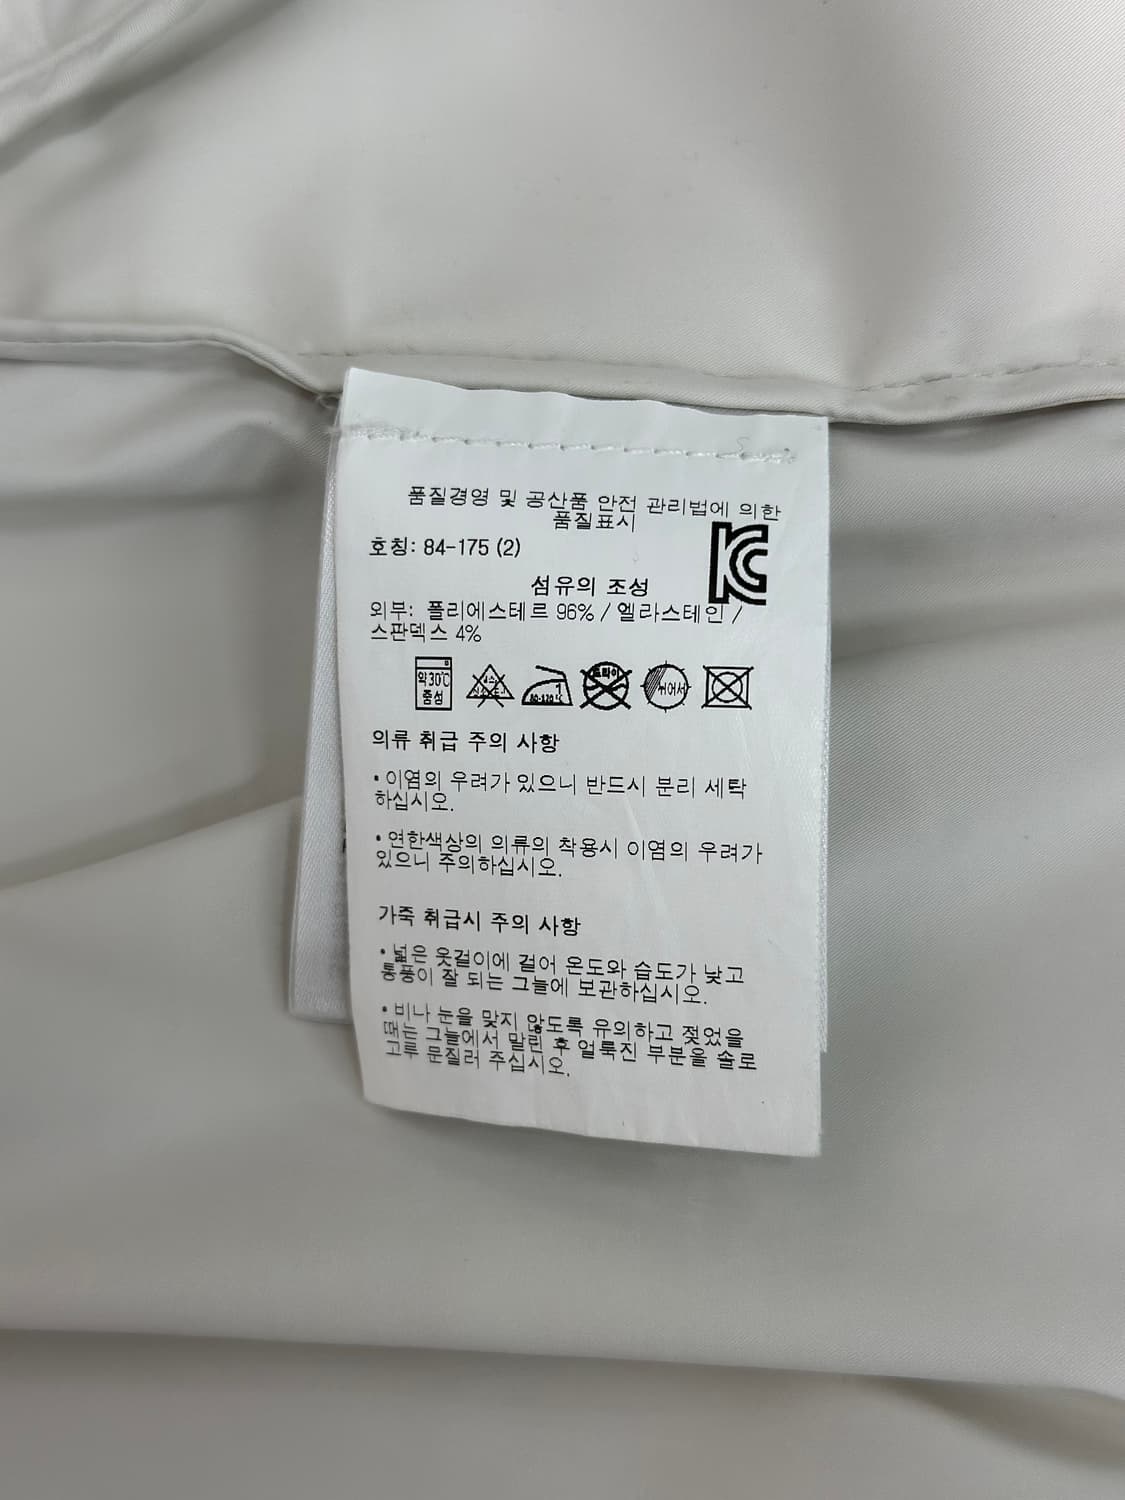 품질경영 및 공산품 안전 관리법에 의한
품질표시
호칭: 84-175 (2)
섬유의 조성
외부: 폴리에스테르 96% / 엘라스테인 /
스판덱스 4%
약30℃
중성
드라이
뉘어서
의류 취급 주의 사항
• 이염의 우려가 있으니 반드시 분리 세탁
하십시오.
• 연한색상의 의류의 착용시 이염의 우려가
있으니 주의하십시오.
가죽 취급시 주의 사항
• 넓은 옷걸이에 걸어 온도와 습도가 낮고
통풍이 잘 되는 그늘에 보관하십시오.
• 비나 눈을 맞지 않도록 유의하고 젖었을
때는 그늘에서 말린 후 얼룩진 부분을 솔로
고루 문질러 주십시오.